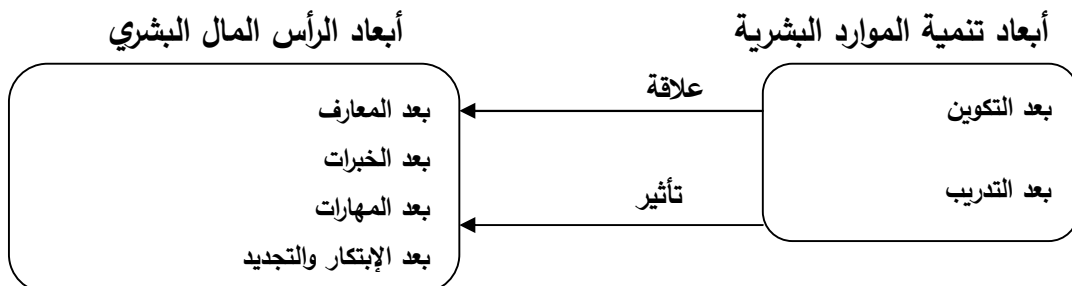 أبعاد تنمية الموارد البشرية
بعد التكوين
بعد التدريب
علاقة
تأثير
أبعاد الرأس المال البشري
بعد المعارف
بعد الخبرات
بعد المهارات
بعد الإبتكار والتجديد